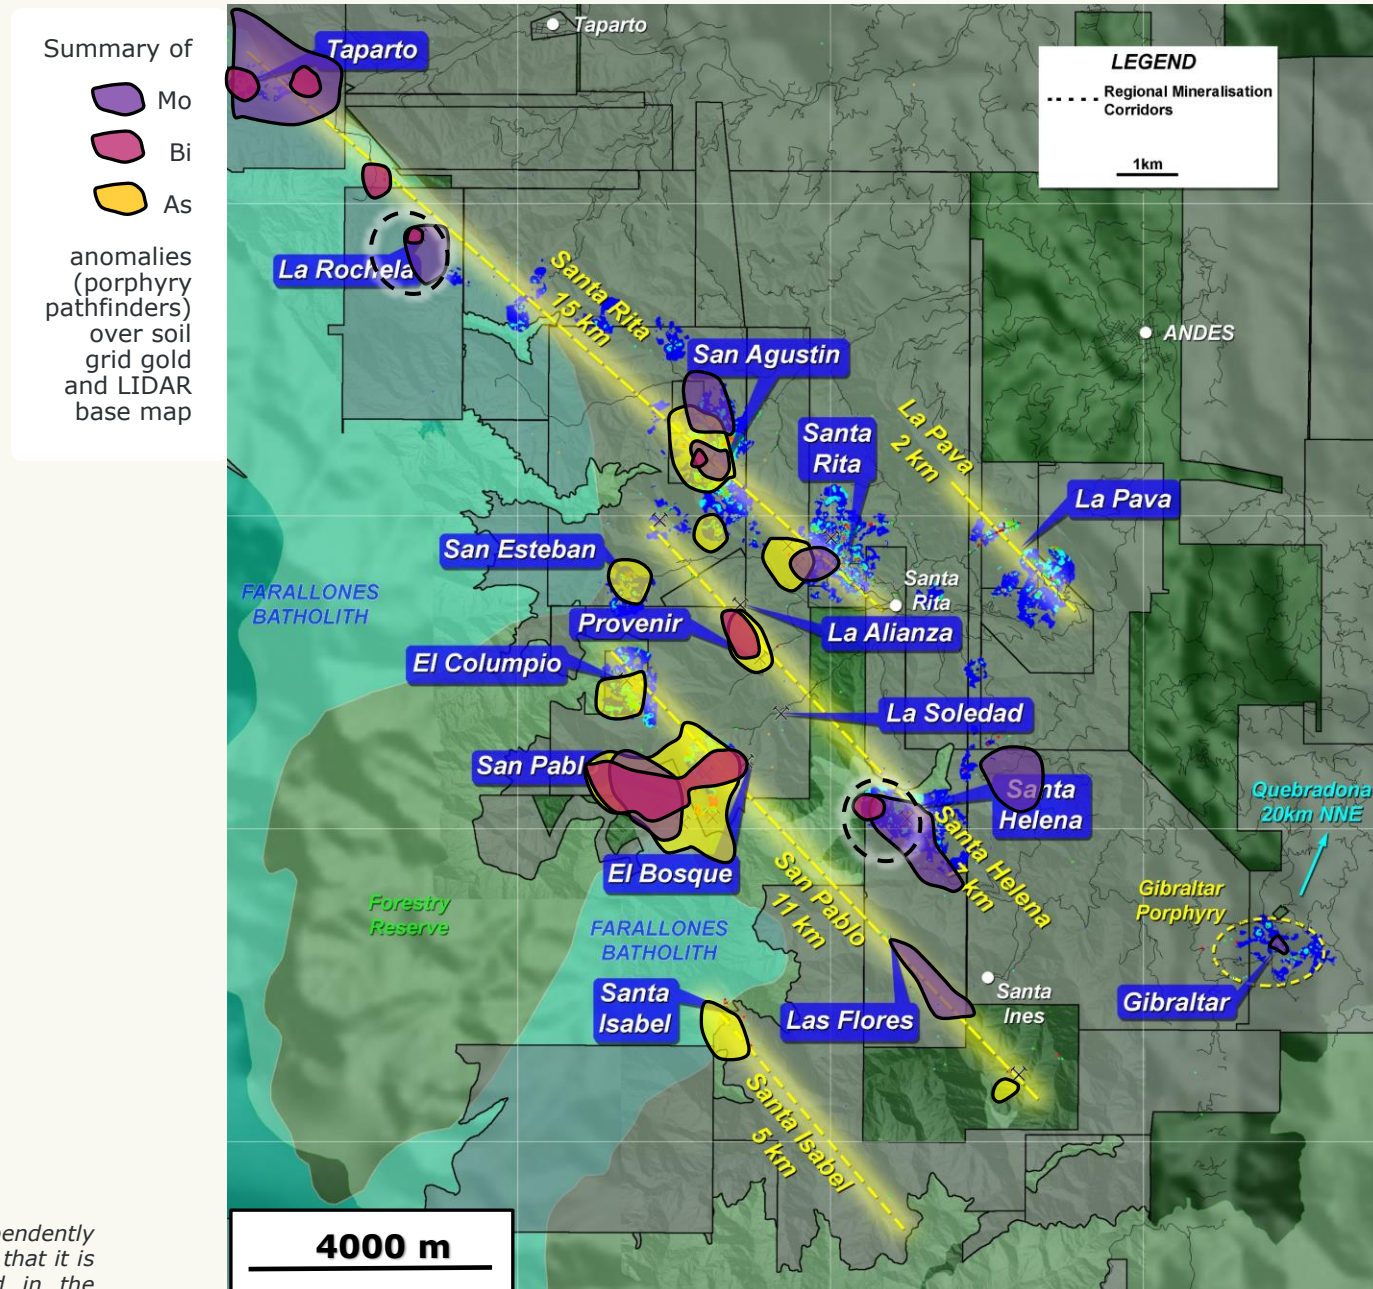 Summary of
Mo
Bi
As
anomalies
(porphyry
pathfinders)
over soil
grid gold
and LIDAR
base map
pendently
that it is
in the
Taparto
Taparto
LEGEND
Regional Mineralisation
Corridors
1km
La Rochela
Santa Rita
15 km
ANDES
San Agustin
La Pava
2 km
Santa
Rita
La Pava
San Esteban
FARALLONES
BATHOLITH
Santa
Rita
Provenir
La Alianza
El Columpio
La Soledad
San Pabl
Santa
Helena
Quebradona
20km NNE
El Bosque
Santa Helena
7 km
San Pablo
11 km
Gibraltar
Porphyry
Forestry
Reserve
FARALLONES
BATHOLITH
Santa
Isabel
Las Flores
Santa
Ines
Gibraltar
Santa Isabel
5 km
4000 m